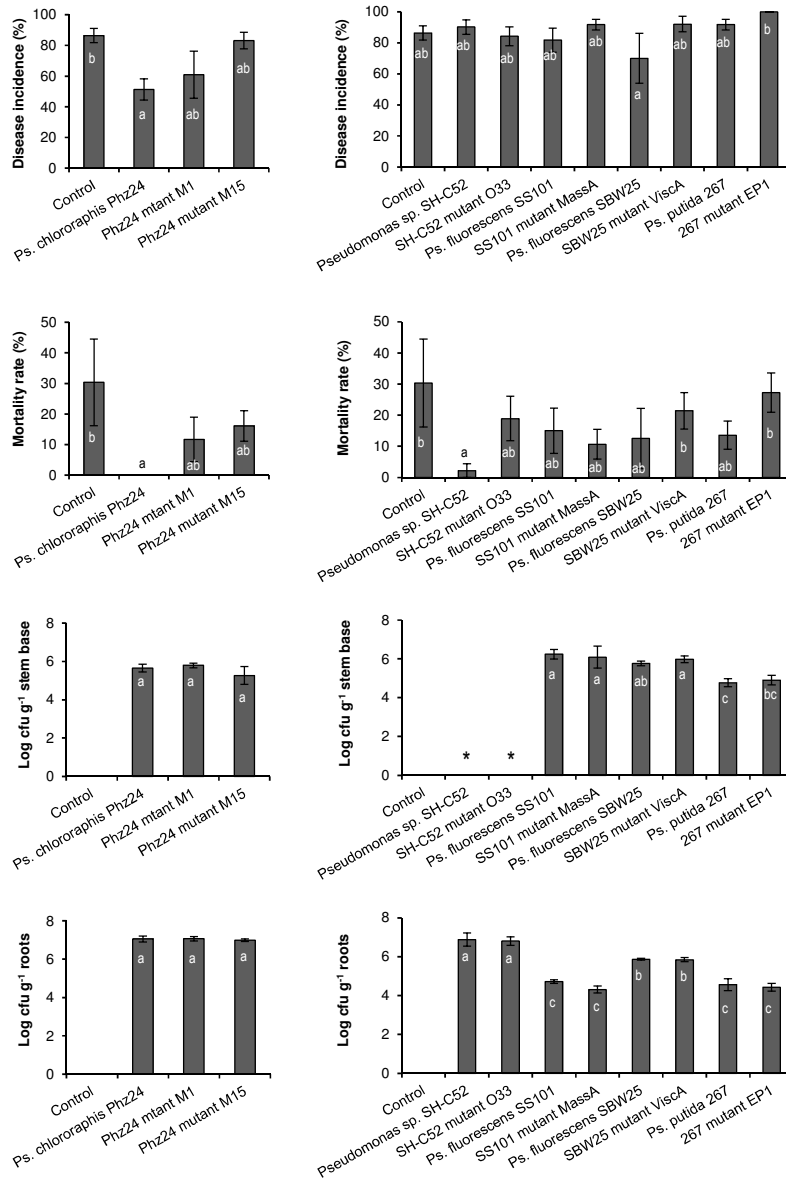 Disease incidence (%)
100
80
60
40
20
0
b
a
ab
ab
Control
Ps. chlororaphis Phz24
Phz24 mtant M1
Phz24 mutant M15
Disease incidence (%)
100
80
60
40
20
0
ab
ab
ab
ab
ab
a
ab
ab
b
Control
Pseudomonas sp. SH-C52
SH-C52 mutant O33
Ps. fluorescens SS101
SS101 mutant MassA
Ps. fluorescens SBW25
SBW25 mutant ViscA
Ps. putida 267
267 mutant EP1
Mortality rate (%)
50
40
30
20
10
0
b
a
ab
ab
Control
Ps. chlororaphis Phz24
Phz24 mtant M1
Phz24 mutant M15
Mortality rate (%)
50
40
30
20
10
0
b
a
ab
ab
ab
ab
b
ab
b
Control
Pseudomonas sp. SH-C52
SH-C52 mutant O33
Ps. fluorescens SS101
SS101 mutant MassA
Ps. fluorescens SBW25
SBW25 mutant ViscA
Ps. putida 267
267 mutant EP1
Log cfu g⁻¹ stem base
8
6
4
2
0
a
a
a
Control
Ps. chlororaphis Phz24
Phz24 mtant M1
Phz24 mutant M15
Log cfu g⁻¹ stem base
8
6
4
2
0
*
*
a
a
ab
a
c
bc
Control
Pseudomonas sp. SH-C52
SH-C52 mutant O33
Ps. fluorescens SS101
SS101 mutant MassA
Ps. fluorescens SBW25
SBW25 mutant ViscA
Ps. putida 267
267 mutant EP1
Log cfu g⁻¹ roots
8
6
4
2
0
a
a
a
Control
Ps. chlororaphis Phz24
Phz24 mtant M1
Phz24 mutant M15
Log cfu g⁻¹ roots
8
6
4
2
0
a
a
c
c
b
b
c
c
Control
Pseudomonas sp. SH-C52
SH-C52 mutant O33
Ps. fluorescens SS101
SS101 mutant MassA
Ps. fluorescens SBW25
SBW25 mutant ViscA
Ps. putida 267
267 mutant EP1